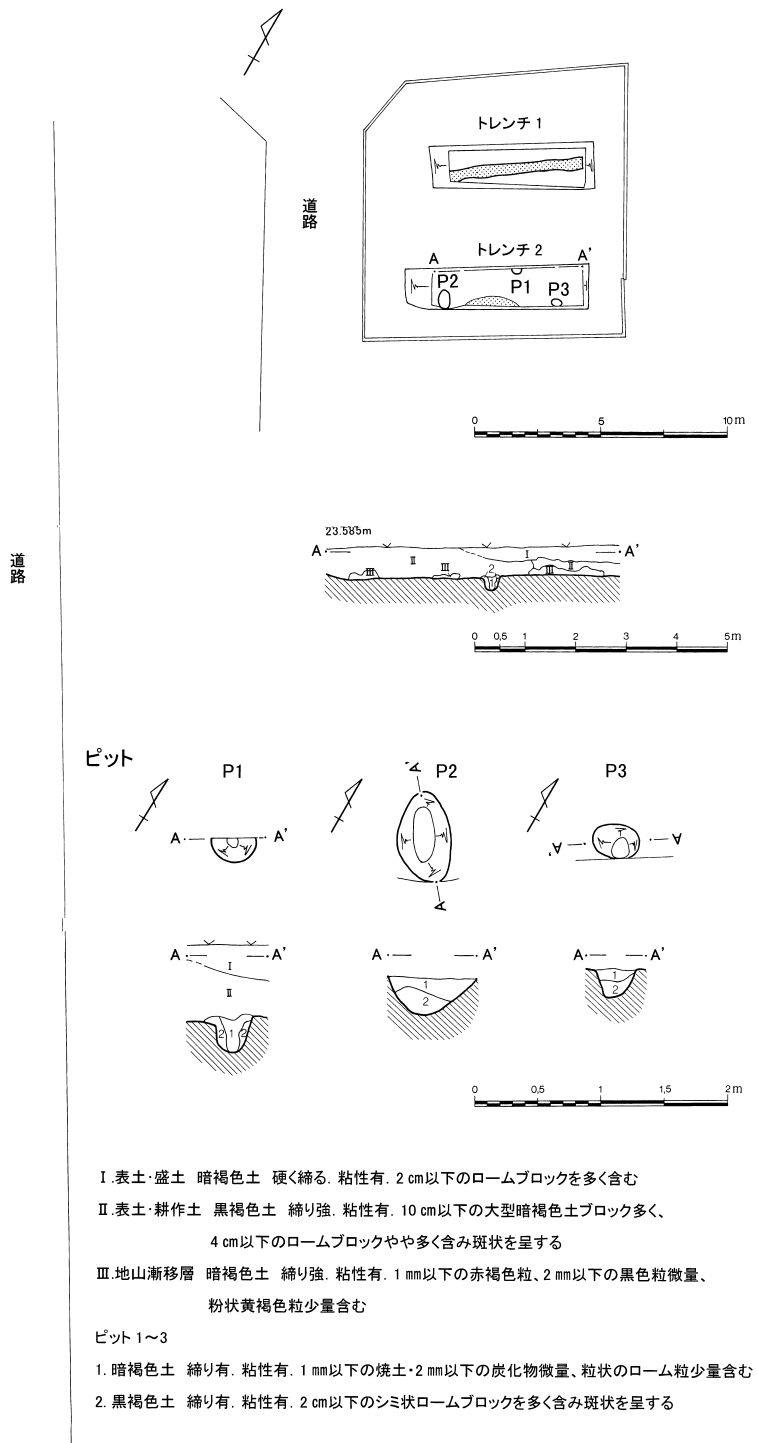 トレンチ 1
道路
トレンチ 2
A A'
P2 P1 P3
0 5 10 m
23.585m
A A'
Ⅰ
Ⅱ Ⅲ Ⅲ 2 1 Ⅲ Ⅱ
道路
0 0,5 1 2 3 4 5m
ピット
P1 P2 P3
A A' A' A A' A
A A' A A' A A'
Ⅰ
Ⅱ
2 1 2
1
2
1
2
0 0,5 1 1,5 2m
Ⅰ.表土・盛土 暗褐色土 硬く締る. 粘性有. 2 ㎝以下のロームブロックを多く含む
Ⅱ.表土・耕作土 黒褐色土 締り強. 粘性有. 10 ㎝以下の大型暗褐色土ブロック多く、
4 ㎝以下のロームブロックやや多く含み斑状を呈する
Ⅲ.地山漸移層 暗褐色土 締り強. 粘性有. 1 ㎜以下の赤褐色粒、2 ㎜以下の黒色粒微量、
粉状黄褐色粒少量含む
ピット 1～3
1. 暗褐色土 締り有. 粘性有. 1 ㎜以下の焼土・2 ㎜以下の炭化物微量、粒状のローム粒少量含む
2. 黒褐色土 締り有. 粘性有. 2 ㎝以下のシミ状ロームブロックを多く含み斑状を呈する